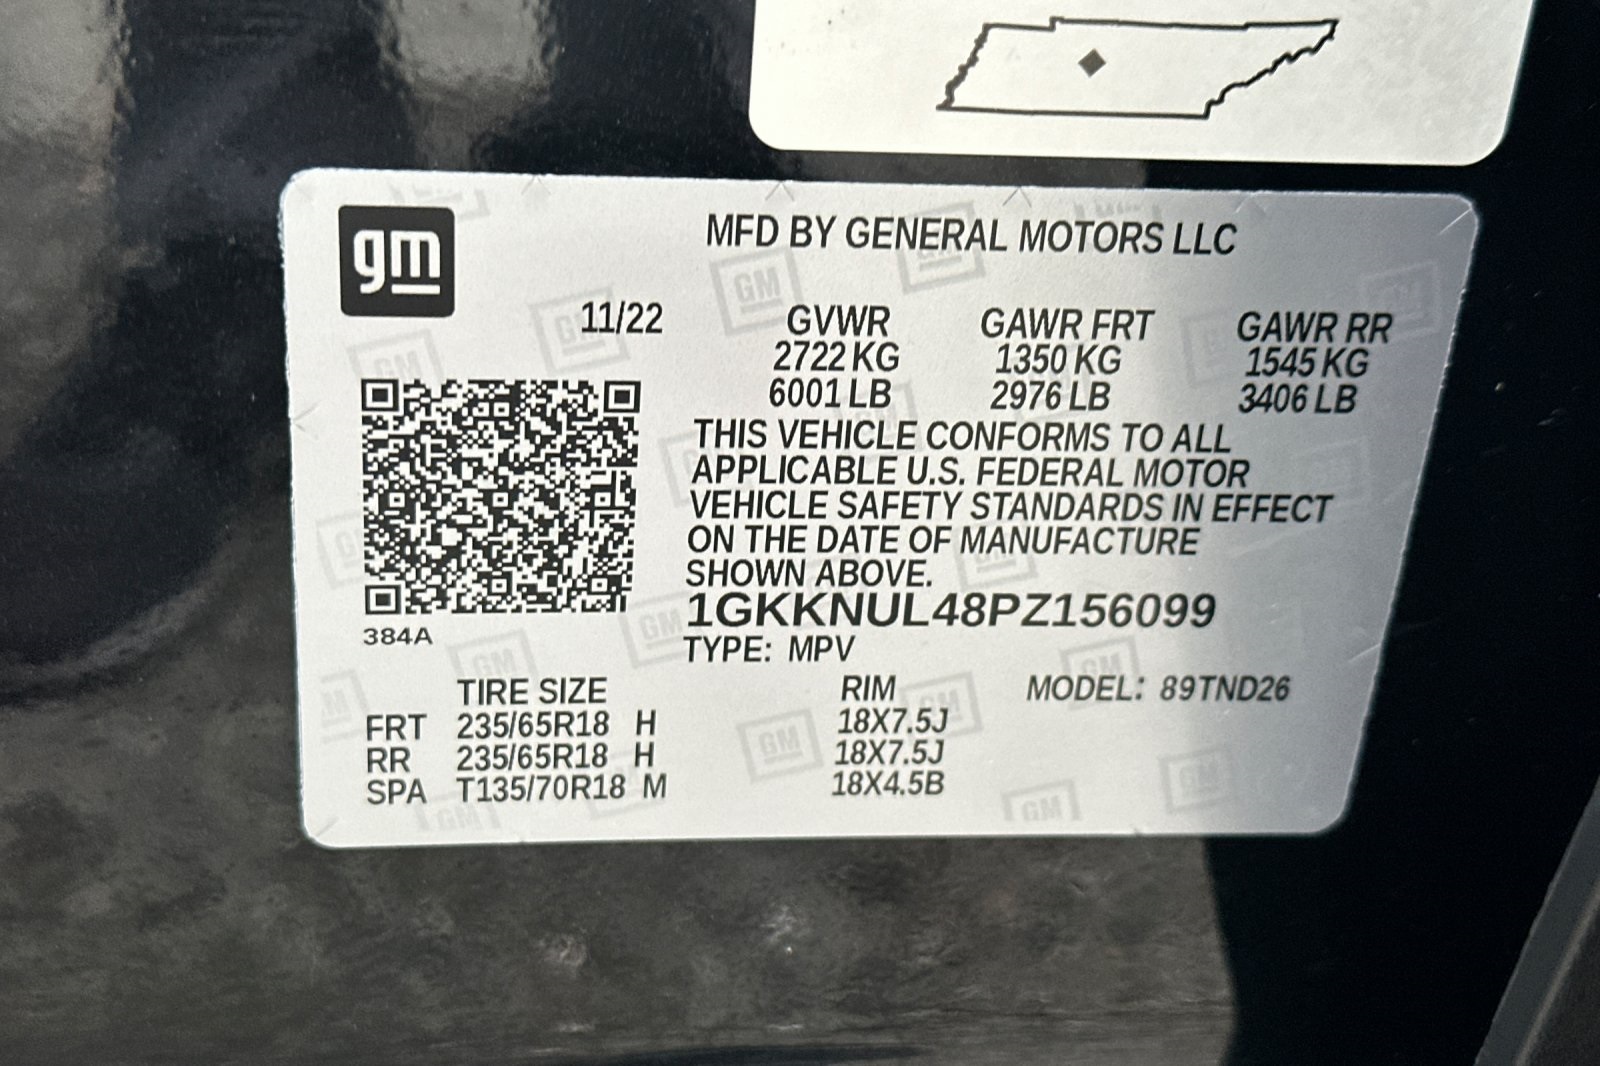 gm
MFD BY GENERAL MOTORS LLC
11/22 GVWR GAWR FRT GAWR RR
2722 KG 1350 KG 1545 KG
6001 LB 2976 LB 3406 LB
THIS VEHICLE CONFORMS TO ALL
APPLICABLE U.S. FEDERAL MOTOR
VEHICLE SAFETY STANDARDS IN EFFECT
ON THE DATE OF MANUFACTURE
SHOWN ABOVE.
1GKKNUL48PZ156099
384A
TYPE: MPV
TIRE SIZE RIM MODEL: 89TND26
FRT 235/65R18 H 18X7.5J
RR 235/65R18 H 18X7.5J
SPA T135/70R18 M 18X4.5B